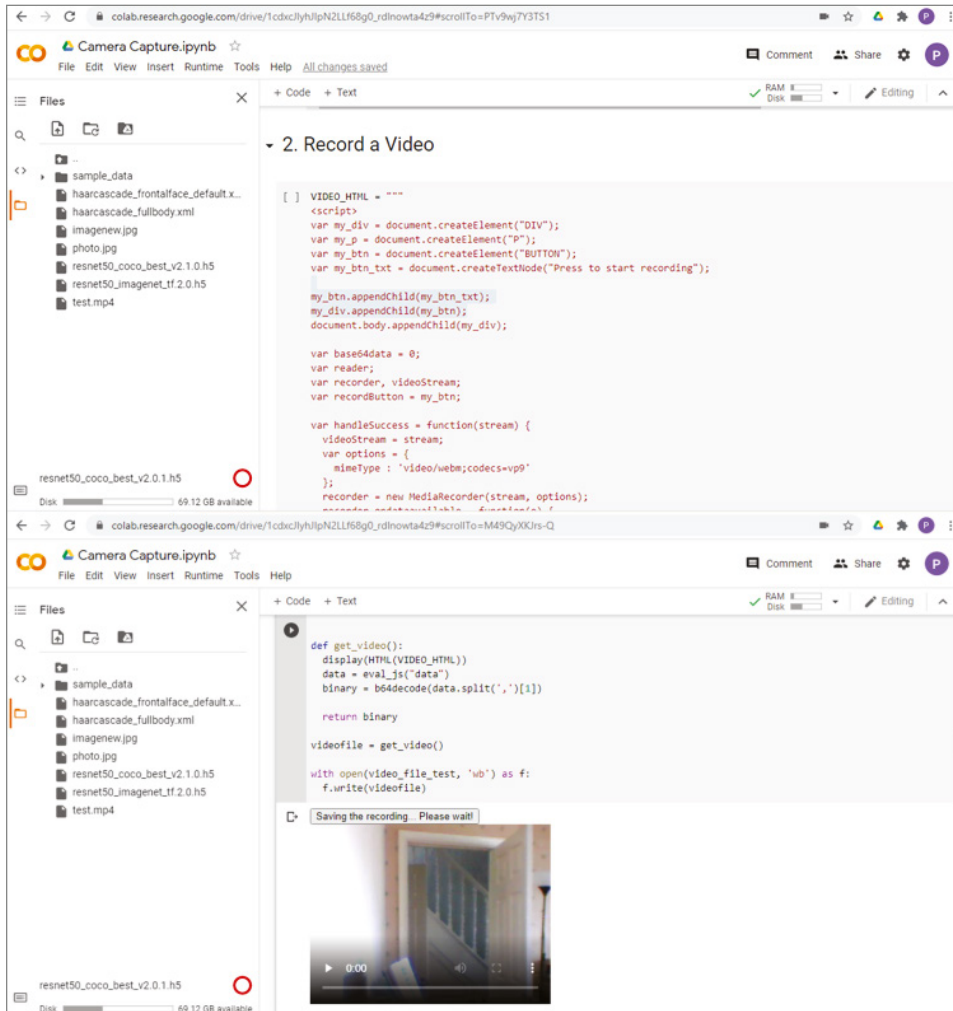 colab.research.google.com/drive/1cdxcJlyhJlpN2LLf68g0_rdlnowta4z9#scrollTo=PTv9wj7Y3TS1
P
Camera Capture.ipynb
File Edit View Insert Runtime Tools Help All changes saved
Comment Share P
Files
+ Code + Text
RAM
Disk
Editing
..
sample_data
haarcascade_frontalface_default.x...
haarcascade_fullbody.xml
imagenew.jpg
photo.jpg
resnet50_coco_best_v2.1.0.h5
resnet50_imagenet_tf.2.0.h5
test.mp4
resnet50_coco_best_v2.0.1.h5
Disk 69.12 GB available
2. Record a Video
[ ] VIDEO_HTML = """
<script>
var my_div = document.createElement("DIV");
var my_p = document.createElement("P");
var my_btn = document.createElement("BUTTON");
var my_btn_txt = document.createTextNode("Press to start recording");
my_btn.appendChild(my_btn_txt);
my_div.appendChild(my_btn);
document.body.appendChild(my_div);
var base64data = 0;
var reader;
var recorder, videoStream;
var recordButton = my_btn;
var handleSuccess = function(stream) {
videoStream = stream;
var options = {
mimeType : 'video/webm;codecs=vp9'
};
recorder = new MediaRecorder(stream, options);
colab.research.google.com/drive/1cdxcJlyhJlpN2LLf68g0_rdlnowta4z9#scrollTo=M49QyXKJrs-Q
P
Camera Capture.ipynb
File Edit View Insert Runtime Tools Help
Comment Share P
Files
+ Code + Text
RAM
Disk
Editing
..
sample_data
haarcascade_frontalface_default.x...
haarcascade_fullbody.xml
imagenew.jpg
photo.jpg
resnet50_coco_best_v2.1.0.h5
resnet50_imagenet_tf.2.0.h5
test.mp4
resnet50_coco_best_v2.0.1.h5
Disk 69.12 GB available
def get_video():
display(HTML(VIDEO_HTML))
data = eval_js("data")
binary = b64decode(data.split(',')[1])
return binary
videofile = get_video()
with open(video_file_test, 'wb') as f:
f.write(videofile)
Saving the recording... Please wait!
0:00